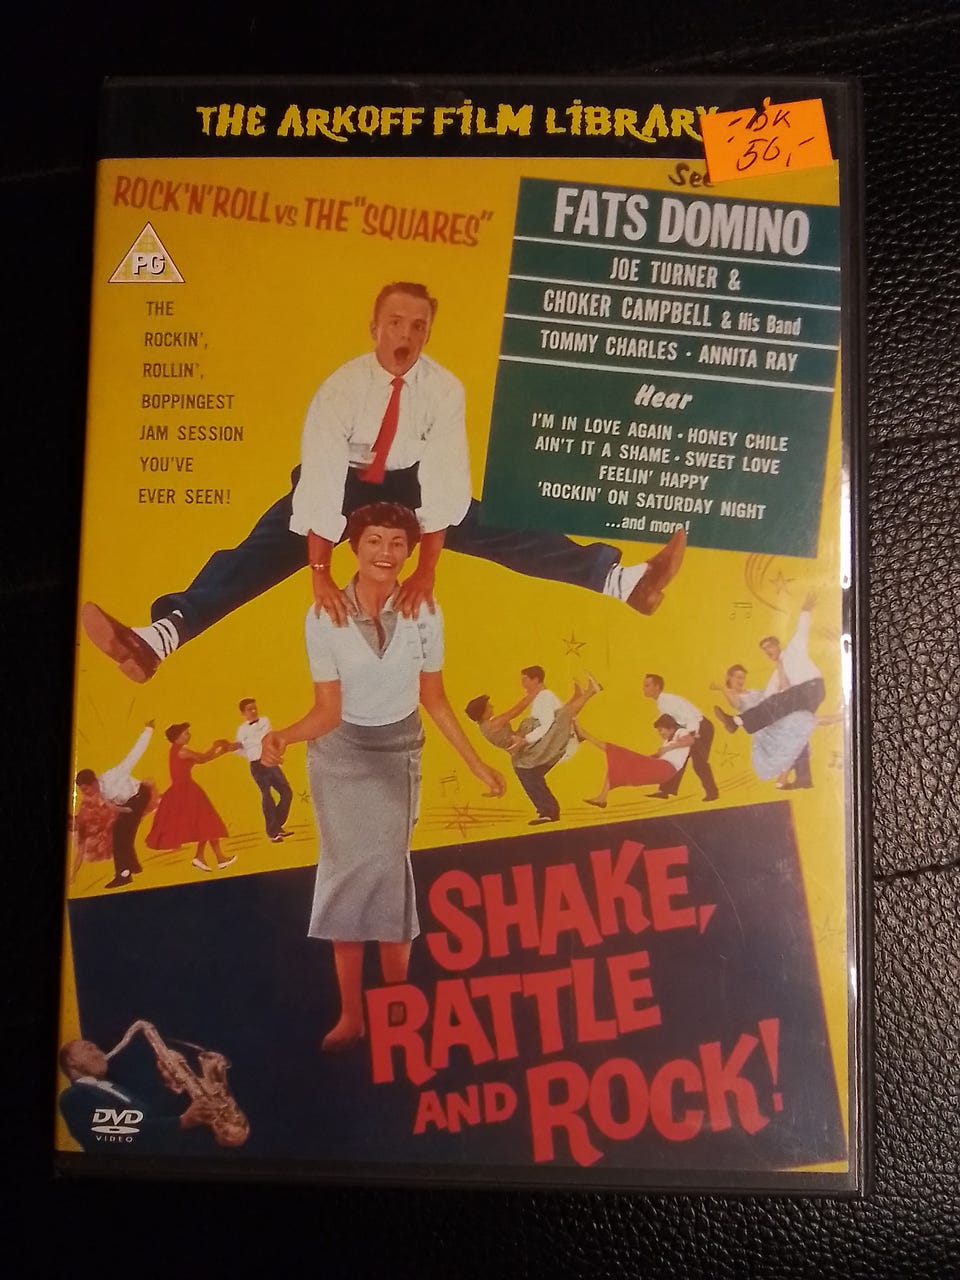 THE ARKOFF FILM LIBRARY
50,-
ROCK'N'ROLL vs THE "SQUARES"
PG
THE
ROCKIN',
ROLLIN',
BOPPINGEST
JAM SESSION
YOU'VE
EVER SEEN!
See
FATS DOMINO
JOE TURNER &
CHOKER CAMPBELL & His Band
TOMMY CHARLES · ANNITA RAY
Hear
I'M IN LOVE AGAIN · HONEY CHILE
AIN'T IT A SHAME · SWEET LOVE
FEELIN' HAPPY
'ROCKIN' ON SATURDAY NIGHT
...and more!
SHAKE,
RATTLE
AND ROCK!
DVD
VIDEO